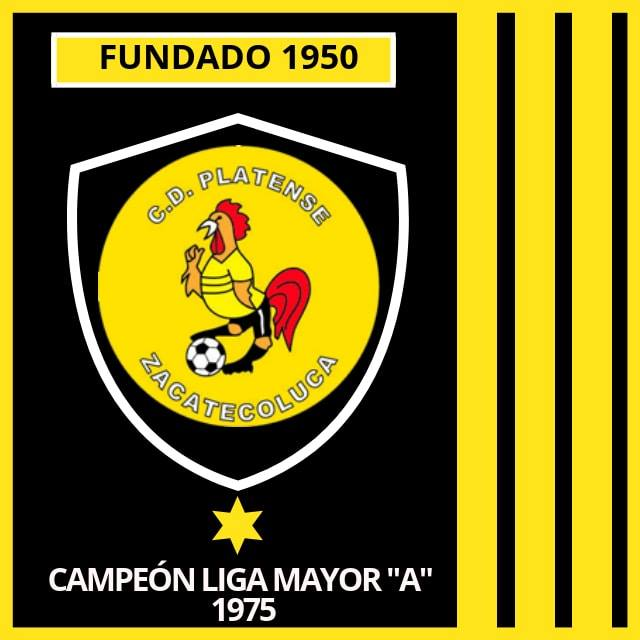 FUNDADO 1950
C.D. PLATENSE
ZACATECOLUCA
CAMPEÓN LIGA MAYOR "A"
1975